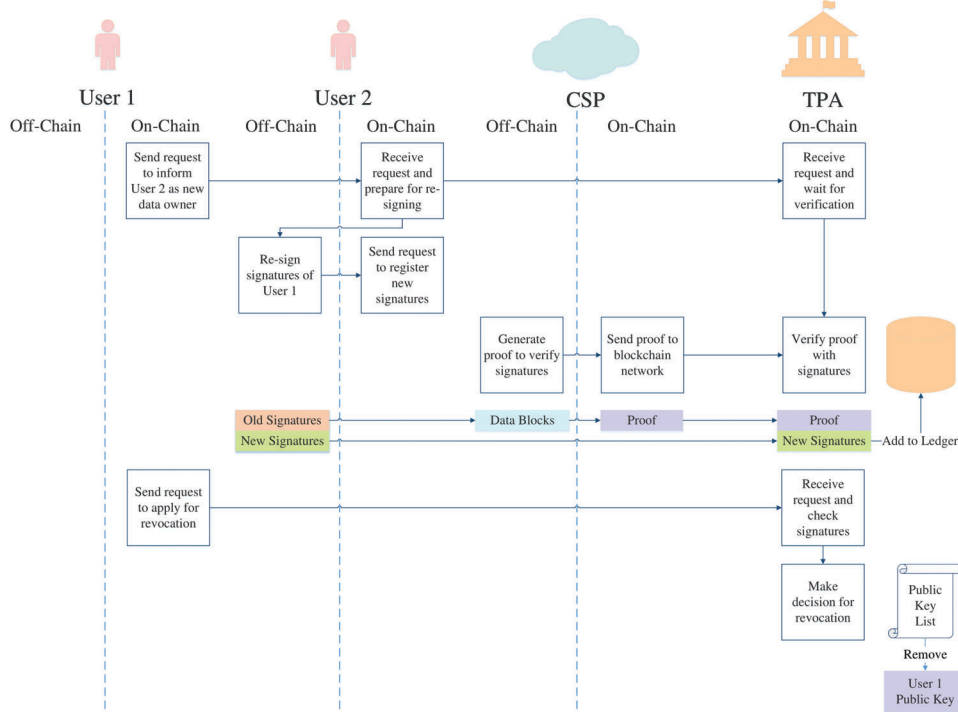 User 1
User 2
CSP
TPA
Off-Chain
On-Chain
Off-Chain
On-Chain
Off-Chain
On-Chain
On-Chain
Send request
to inform
User 2 as new
data owner
Receive
request and
prepare for re-
signing
Receive
request and
wait for
verification
Re-sign
signatures of
User 1
Send request
to register
new
signatures
Generate
proof to verify
signatures
Send proof to
blockchain
network
Verify proof
with
signatures
Old Signatures
Data Blocks
Proof
Proof
New Signatures
New Signatures
Add to Ledger
Send request
to apply for
revocation
Receive
request and
check
signatures
Make
decision for
revocation
Public
Key
List
Remove
User 1
Public Key